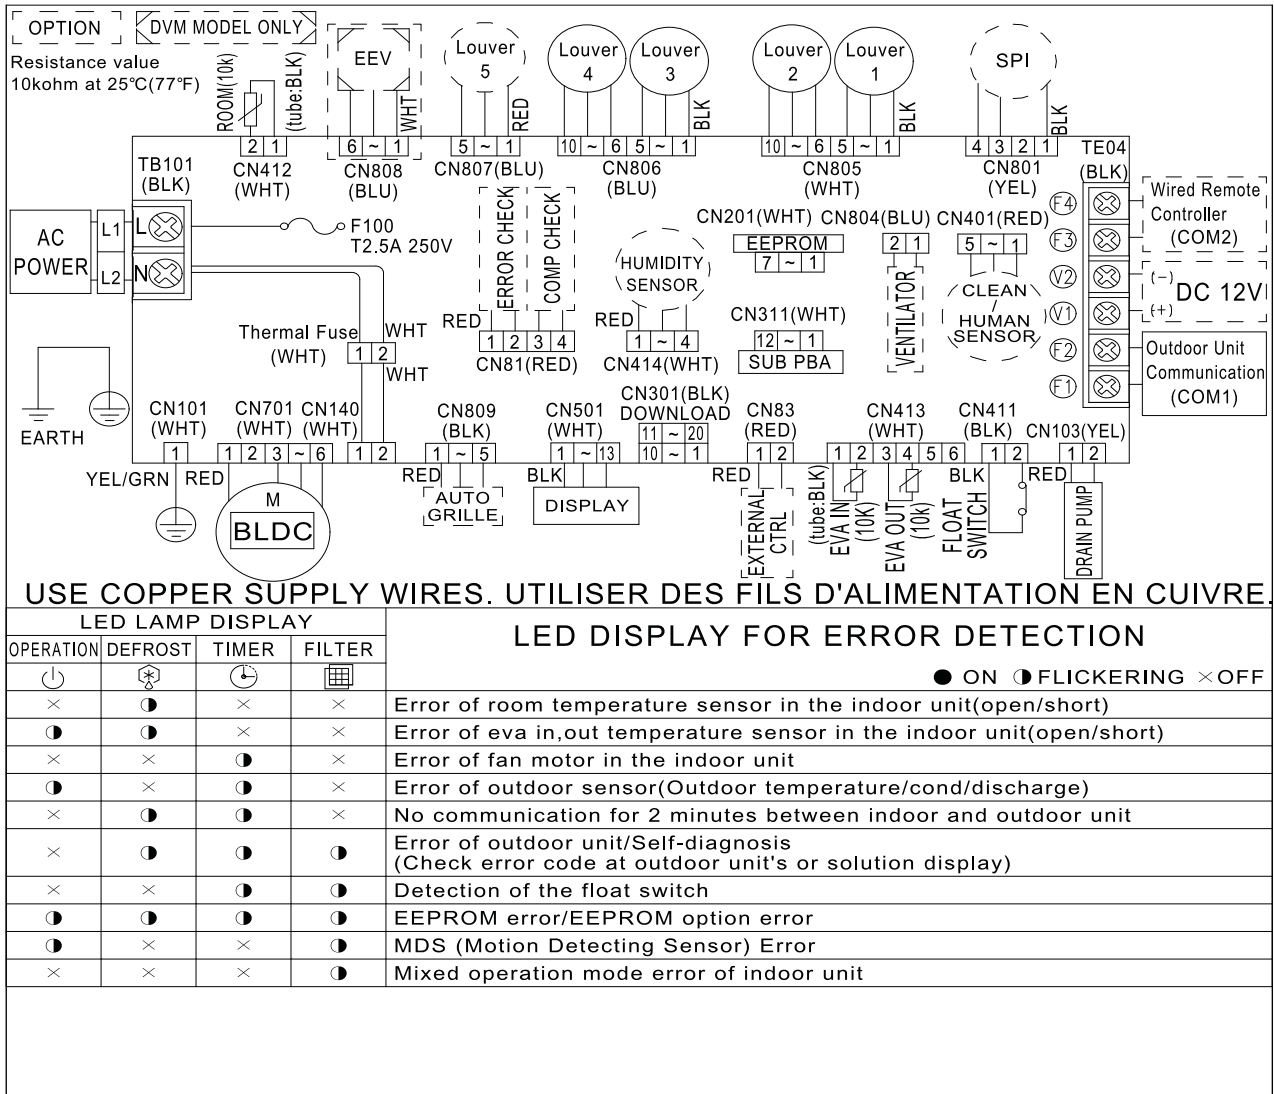 OPTION
DVM MODEL ONLY
Resistance value
10kohm at 25℃(77℉)
ROOM(10k)
(tube:BLK)
2 1
CN412
(WHT)
EEV
WHT
6 ~ 1
CN808
(BLU)
Louver
5
RED
5 ~ 1
CN807(BLU)
Louver
4
Louver
3
BLK
10 ~ 6 5 ~ 1
CN806
(BLU)
Louver
2
Louver
1
BLK
10 ~ 6 5 ~ 1
CN805
(WHT)
SPI
BLK
4 3 2 1
CN801
(YEL)
TE04
(BLK)
TB101
(BLK)
AC
POWER
L1
L2
L
N
F100
T2.5A 250V
Thermal Fuse
(WHT)
WHT
1 2
WHT
ERROR CHECK
COMP CHECK
RED
1 2 3 4
CN81(RED)
HUMIDITY
SENSOR
RED
1 ~ 4
CN414(WHT)
CN201(WHT)
EEPROM
7 ~ 1
CN311(WHT)
12 ~ 1
SUB PBA
CN804(BLU)
2 1
VENTILATOR
CN401(RED)
5 ~ 1
CLEAN
/
HUMAN
SENSOR
F4
F3
V2
V1
F2
F1
Wired Remote
Controller
(COM2)
(-)
DC 12V
(+)
Outdoor Unit
Communication
(COM1)
EARTH
CN101
(WHT)
1
YEL/GRN
CN701
(WHT)
1 2 3 ~ 6
RED
M
BLDC
CN140
(WHT)
1 2
CN809
(BLK)
1 ~ 5
RED
AUTO
GRILLE
CN501
(WHT)
1 ~ 13
BLK
DISPLAY
CN301(BLK)
DOWNLOAD
11 ~ 20
10 ~ 1
CN83
(RED)
1 2
RED
EXTERNAL
CTRL
CN413
(WHT)
1 2 3 4 5 6
(tube:BLK)
EVA IN
(10K)
EVA OUT
(10k)
CN411
(BLK)
1 2
BLK
FLOAT
SWITCH
CN103(YEL)
1 2
RED
DRAIN PUMP
USE COPPER SUPPLY WIRES. UTILISER DES FILS D'ALIMENTATION EN CUIVRE.
LED LAMP DISPLAY
OPERATION DEFROST TIMER FILTER
LED DISPLAY FOR ERROR DETECTION
● ON ◑ FLICKERING × OFF
× ◑ × × Error of room temperature sensor in the indoor unit(open/short)
◑ ◑ × × Error of eva in,out temperature sensor in the indoor unit(open/short)
× × ◑ × Error of fan motor in the indoor unit
◑ × ◑ × Error of outdoor sensor(Outdoor temperature/cond/discharge)
× ◑ ◑ × No communication for 2 minutes between indoor and outdoor unit
× ◑ ◑ ◑ Error of outdoor unit/Self-diagnosis
(Check error code at outdoor unit's or solution display)
× × ◑ ◑ Detection of the float switch
◑ ◑ ◑ ◑ EEPROM error/EEPROM option error
◑ × × ◑ MDS (Motion Detecting Sensor) Error
× × × ◑ Mixed operation mode error of indoor unit